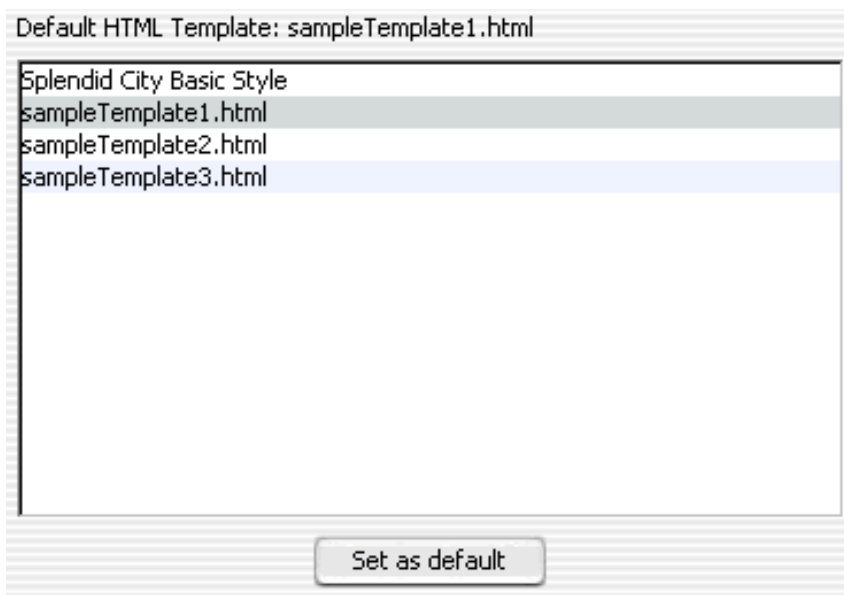 Default HTML Template: sampleTemplate1.html
Splendid City Basic Style
sampleTemplate1.html
sampleTemplate2.html
sampleTemplate3.html
Set as default